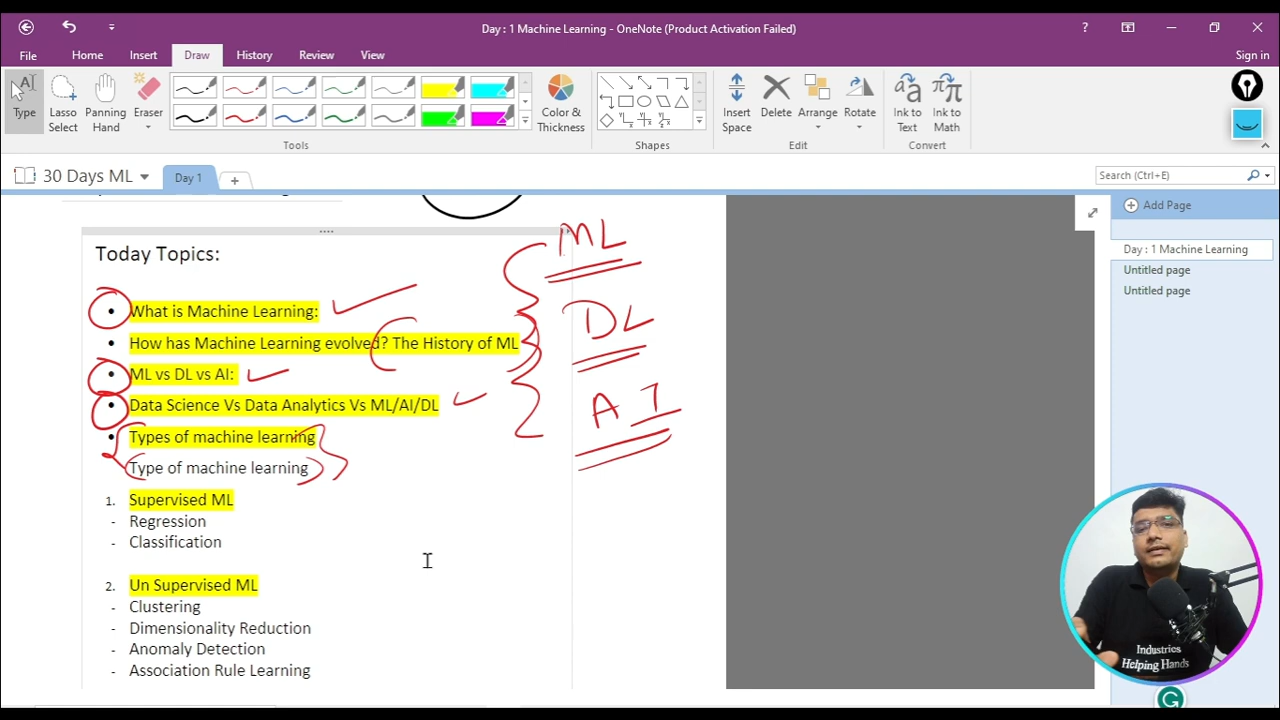 Day : 1 Machine Learning - OneNote (Product Activation Failed)
?
File Home Insert Draw History Review View Sign in
Type
Lasso Select
Panning Hand
Eraser
Color & Thickness
Insert Space
Delete
Arrange
Rotate
Ink to Text
Ink to Math
Tools Shapes Edit Convert
30 Days ML Day 1 + Search (Ctrl+E)
Add Page
Day : 1 Machine Learning
Untitled page
Untitled page
Today Topics:
• What is Machine Learning:
• How has Machine Learning evolved? The History of ML
• ML vs DL vs AI:
• Data Science Vs Data Analytics Vs ML/AI/DL
• Types of machine learning
Type of machine learning
1. Supervised ML
- Regression
- Classification
2. Un Supervised ML
- Clustering
- Dimensionality Reduction
- Anomaly Detection
- Association Rule Learning
ML
DL
AI
Industries
Helping Hands